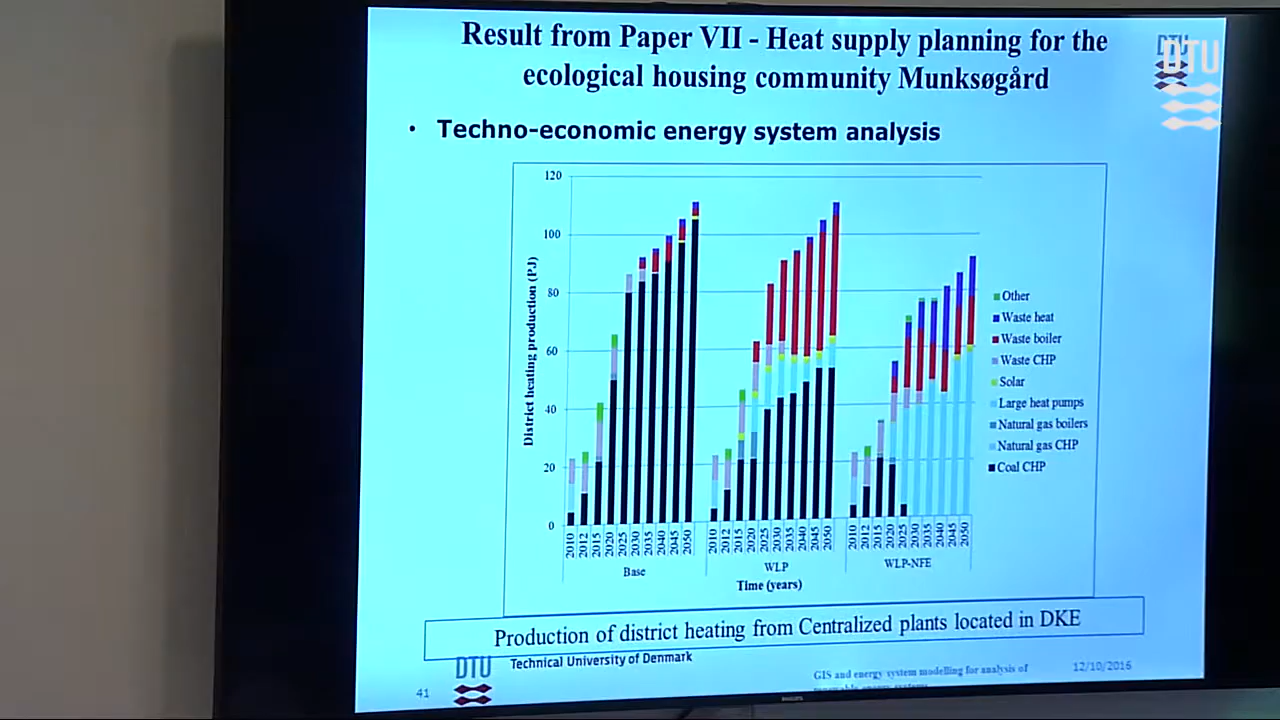 Result from Paper VII - Heat supply planning for the
ecological housing community Munksøgård
DTU
DTU
• Techno-economic energy system analysis
District heating production (PJ)
120
100
80
60
40
20
0
2010 2012 2015 2020 2025 2030 2035 2040 2045 2050
2010 2012 2015 2020 2025 2030 2035 2040 2045 2050
2010 2012 2015 2020 2025 2030 2035 2040 2045 2050
Base WLP WLP-NFE
Time (years)
Other
Waste heat
Waste boiler
Waste CHP
Solar
Large heat pumps
Natural gas boilers
Natural gas CHP
Coal CHP
Production of district heating from Centralized plants located in DKE
41
DTU
Technical University of Denmark
GIS and energy system modelling for analysis of
renewable energy systems
12/10/2016
PHILIPS